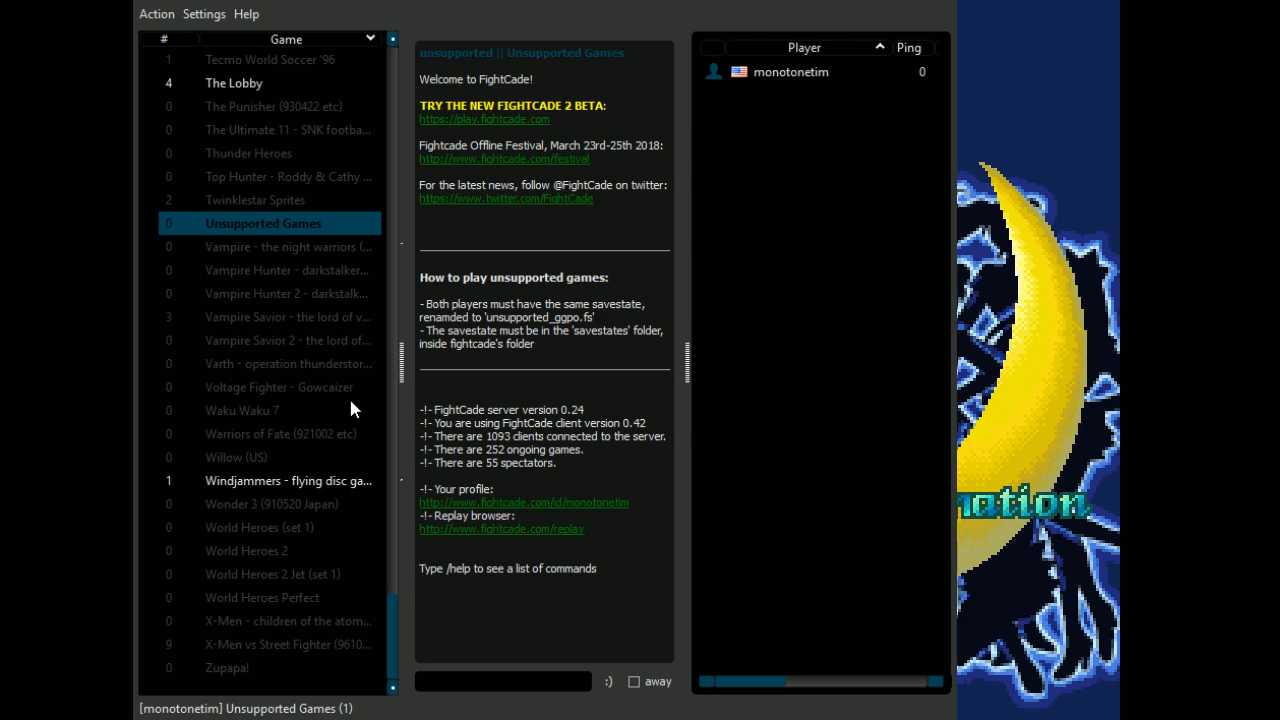 Action Settings Help
# Game
1 Tecmo World Soccer '96
4 The Lobby
0 The Punisher (930422 etc)
0 The Ultimate 11 - SNK footba...
0 Thunder Heroes
0 Top Hunter - Roddy & Cathy ...
2 Twinklestar Sprites
0 Unsupported Games
0 Vampire - the night warriors (...
0 Vampire Hunter - darkstalker...
0 Vampire Hunter 2 - darkstalk...
3 Vampire Savior - the lord of v...
0 Vampire Savior 2 - the lord of...
0 Varth - operation thunderstor...
0 Voltage Fighter - Gowcaizer
0 Waku Waku 7
0 Warriors of Fate (921002 etc)
0 Willow (US)
1 Windjammers - flying disc ga...
0 Wonder 3 (910520 Japan)
0 World Heroes (set 1)
0 World Heroes 2
0 World Heroes 2 Jet (set 1)
0 World Heroes Perfect
0 X-Men - children of the atom...
9 X-Men vs Street Fighter (9610...
0 Zupapa!
unsupported || Unsupported Games
Welcome to FightCade!
TRY THE NEW FIGHTCADE 2 BETA:
https://play.fightcade.com
Fightcade Offline Festival, March 23rd-25th 2018:
http://www.fightcade.com/festival
For the latest news, follow @FightCade on twitter:
https://www.twitter.com/FightCade
How to play unsupported games:
- Both players must have the same savestate,
renamded to 'unsupported_ggpo.fs'
- The savestate must be in the 'savestates' folder,
inside fightcade's folder
-!- FightCade server version 0.24
-!- You are using FightCade client version 0.42
-!- There are 1093 clients connected to the server.
-!- There are 252 ongoing games.
-!- There are 55 spectators.
-!- Your profile:
http://www.fightcade.com/id/monotonetim
-!- Replay browser:
http://www.fightcade.com/replay
Type /help to see a list of commands
:) away
Player Ping
monotonetim 0
[monotonetim] Unsupported Games (1)
nation